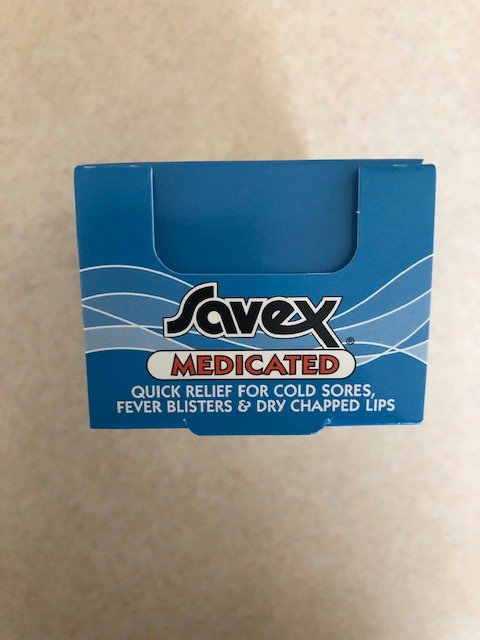 Savex®
MEDICATED
QUICK RELIEF FOR COLD SORES,
FEVER BLISTERS & DRY CHAPPED LIPS